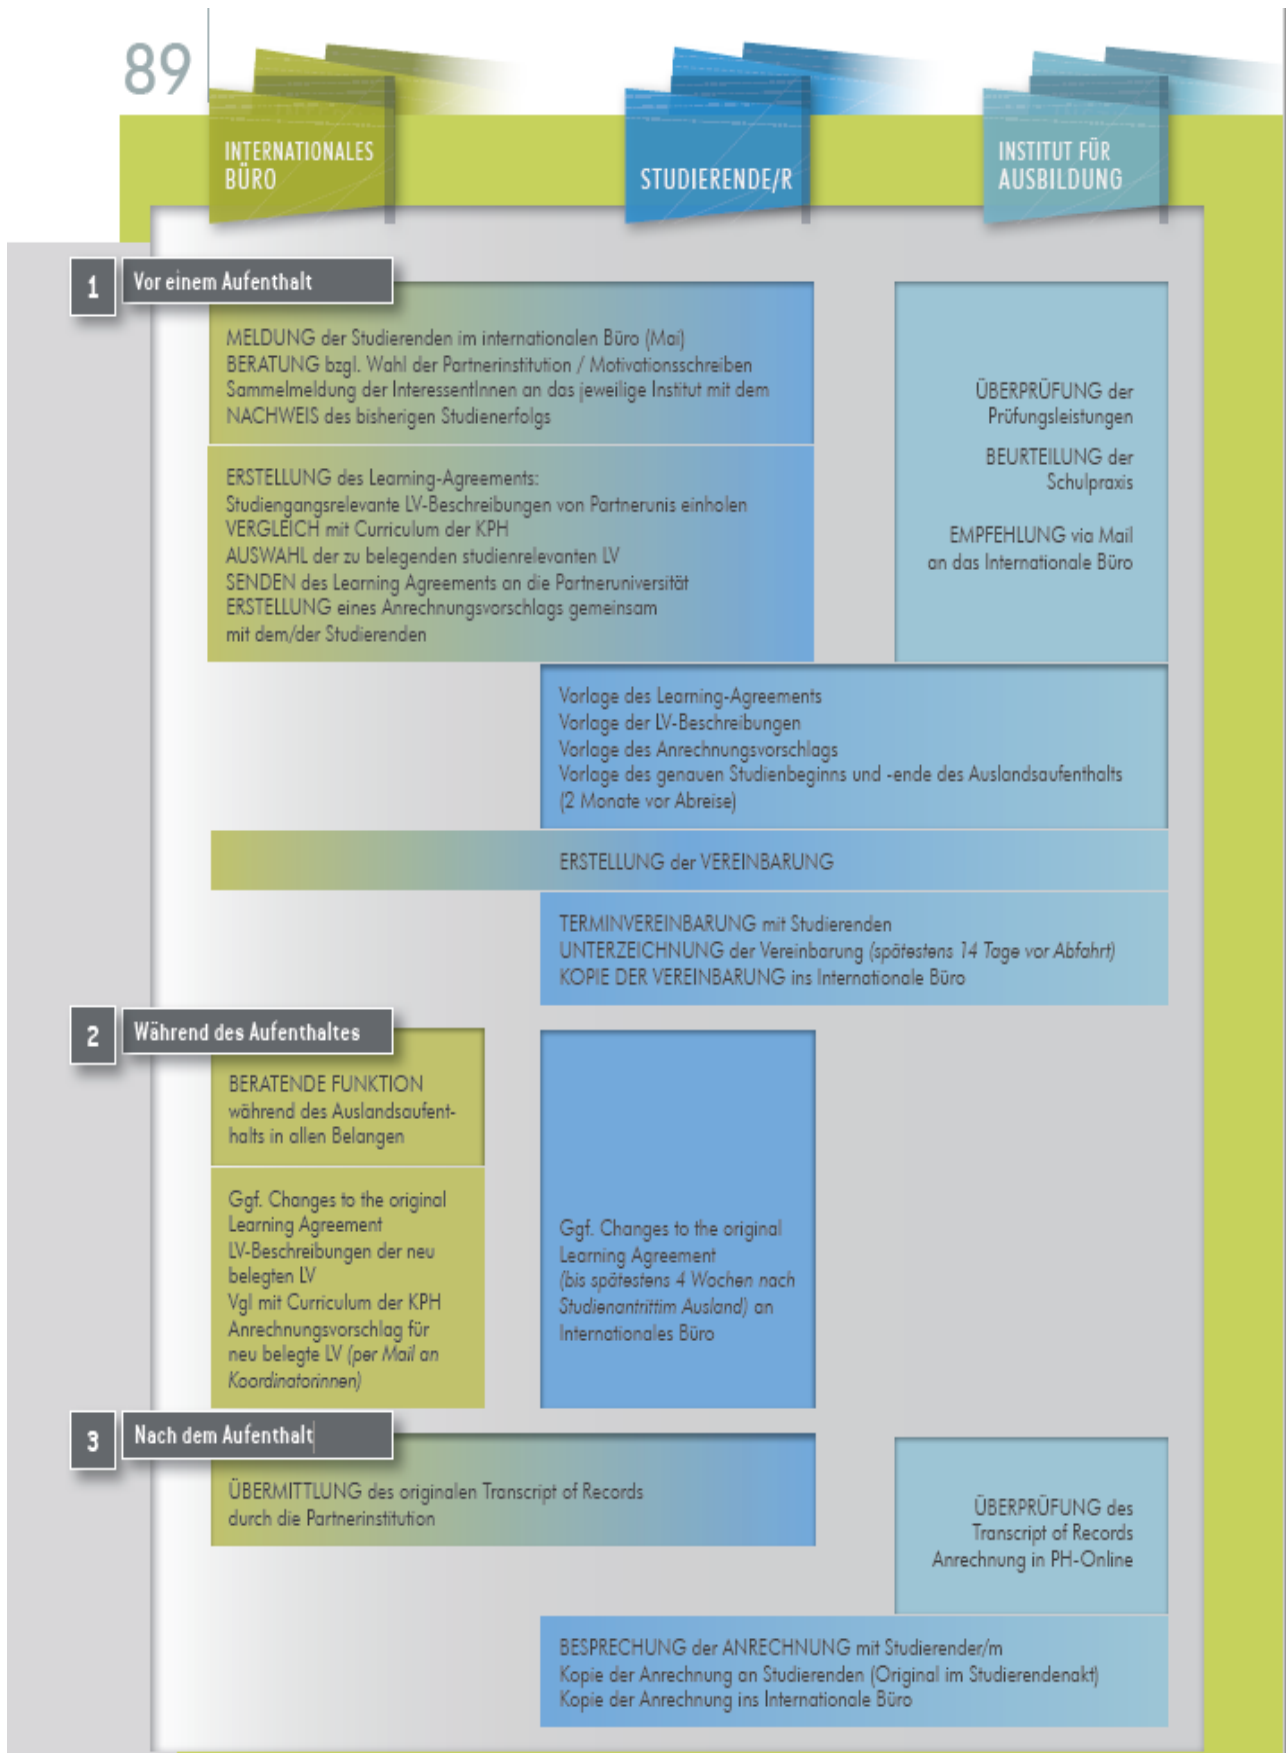 89
INTERNATIONALES
BÜRO
STUDIERENDE/R
INSTITUT FÜR
AUSBILDUNG
1
Vor einem Aufenthalt
MELDUNG der Studierenden im internationalen Büro (Mai)
BERATUNG bzgl. Wahl der Partnerinstitution / Motivationsschreiben
Sammelmeldung der InteressentInnen an das jeweilige Institut mit dem
NACHWEIS des bisherigen Studienerfolgs
ERSTELLUNG des Learning-Agreements:
Studiengangsrelevante LV-Beschreibungen von Partnerunis einholen
VERGLEICH mit Curriculum der KPH
AUSWAHL der zu belegenden studienrelevanten LV
SENDEN des Learning Agreements an die Partneruniversität
ERSTELLUNG eines Anrechnungsvorschlags gemeinsam
mit dem/der Studierenden
ÜBERPRÜFUNG der
Prüfungsleistungen
BEURTEILUNG der
Schulpraxis
EMPFEHLUNG via Mail
an das Internationale Büro
Vorlage des Learning-Agreements
Vorlage der LV-Beschreibungen
Vorlage des Anrechnungsvorschlags
Vorlage des genauen Studienbeginns und -ende des Auslandsaufenthalts
(2 Monate vor Abreise)
ERSTELLUNG der VEREINBARUNG
TERMINVEREINBARUNG mit Studierenden
UNTERZEICHNUNG der Vereinbarung (spätestens 14 Tage vor Abfahrt)
KOPIE DER VEREINBARUNG ins Internationale Büro
2
Während des Aufenthaltes
BERATENDE FUNKTION
während des Auslandsaufent-
halts in allen Belangen
Ggf. Changes to the original
Learning Agreement
LV-Beschreibungen der neu
belegten LV
Vgl mit Curriculum der KPH
Anrechnungsvorschlag für
neu belegte LV (per Mail an
Koordinatorinnen)
Ggf. Changes to the original
Learning Agreement
(bis spätestens 4 Wochen nach
Studienantrittim Ausland) an
Internationales Büro
3
Nach dem Aufenthalt
ÜBERMITTLUNG des originalen Transcript of Records
durch die Partnerinstitution
ÜBERPRÜFUNG des
Transcript of Records
Anrechnung in PH-Online
BESPRECHUNG der ANRECHNUNG mit Studierender/m
Kopie der Anrechnung an Studierenden (Original im Studierendenakt)
Kopie der Anrechnung ins Internationale Büro